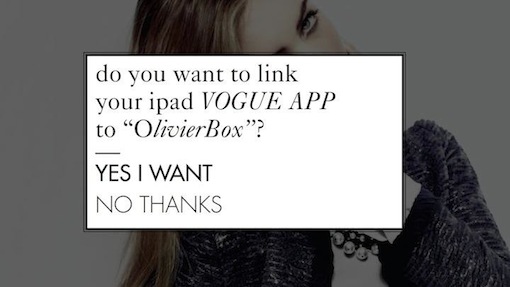 do you want to link
your ipad VOGUE APP
to “OlivierBox”?
YES I WANT
NO THANKS